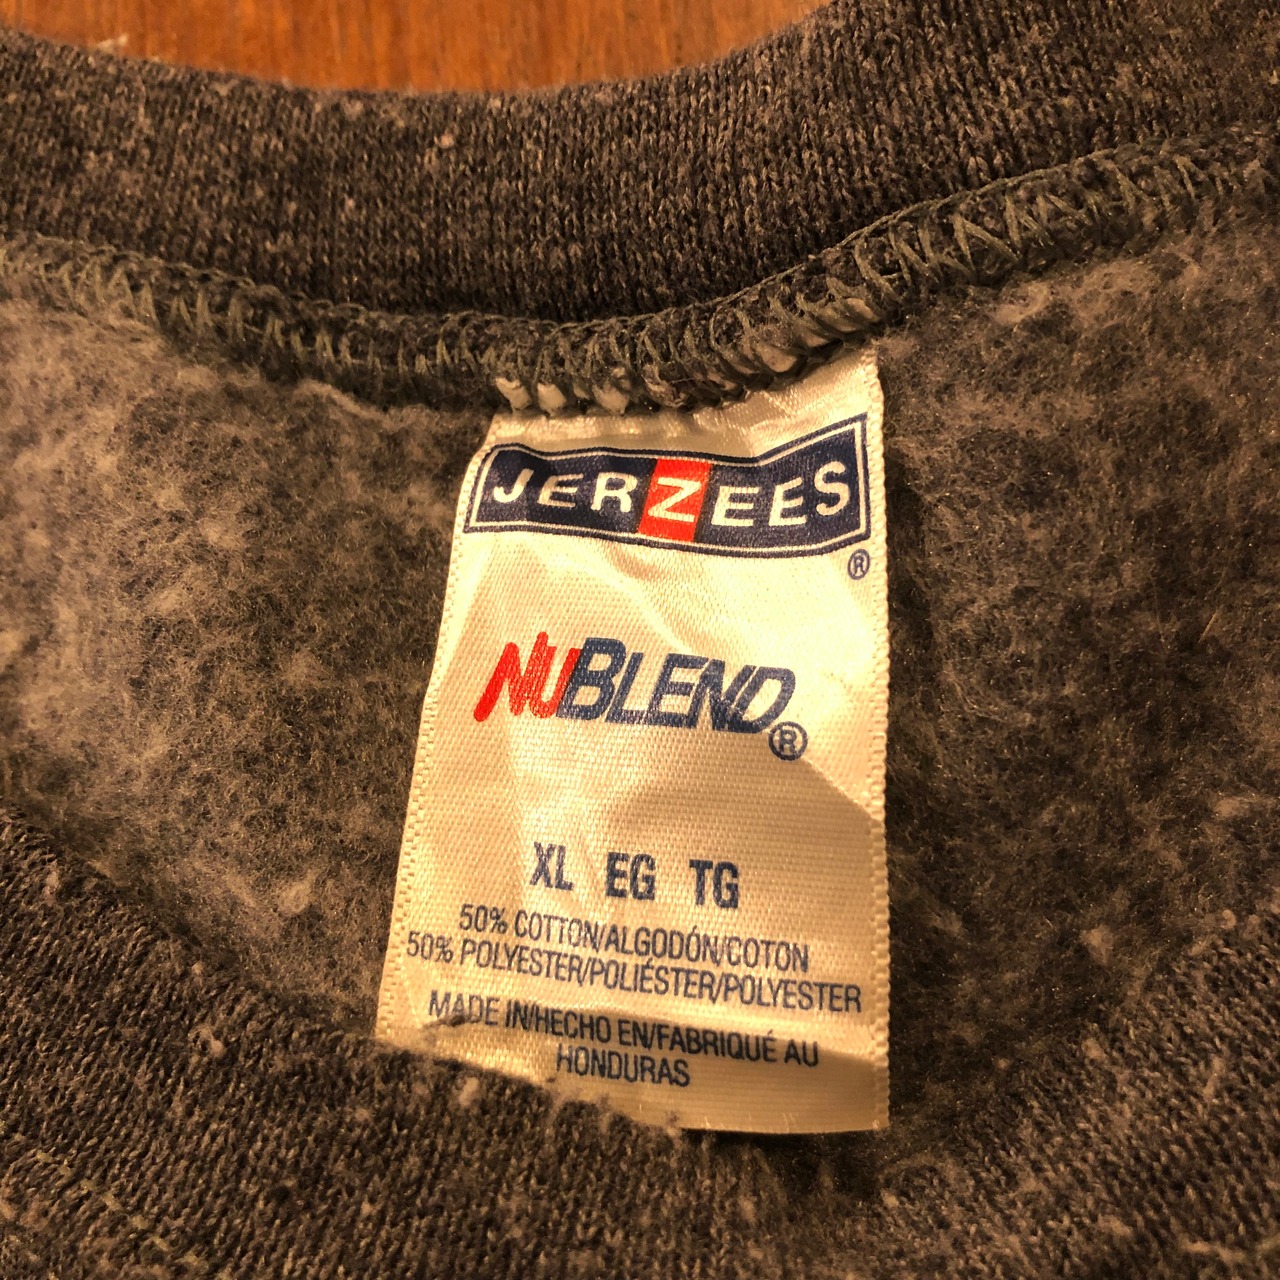 JERZEES®
NUBLEND®
XL EG TG
50% COTTON/ALGODÓN/COTON
50% POLYESTER/POLIÉSTER/POLYESTER
MADE IN/HECHO EN/FABRIQUÉ AU
HONDURAS